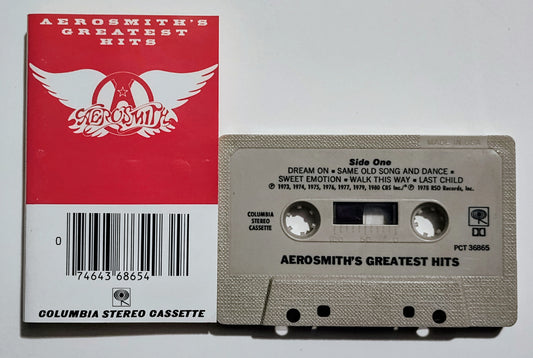 AEROSMITH'S
GREATEST
HITS
AEROSMITH
0
74643 68654
COLUMBIA STEREO CASSETTE
MADE IN U.S.A.
Side One
DREAM ON ▪ SAME OLD SONG AND DANCE ▪
SWEET EMOTION ▪ WALK THIS WAY ▪ LAST CHILD
℗ 1973, 1974, 1975, 1976, 1977, 1979, 1980 CBS Inc./℗ 1978 RSO Records, Inc.
COLUMBIA
STEREO
CASSETTE
PCT 36865
AEROSMITH'S GREATEST HITS